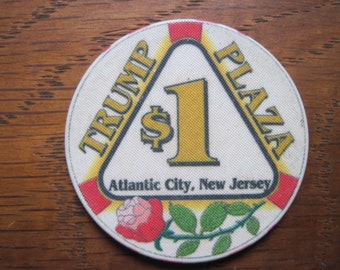 TRUMP PLAZA
$1
Atlantic City, New Jersey